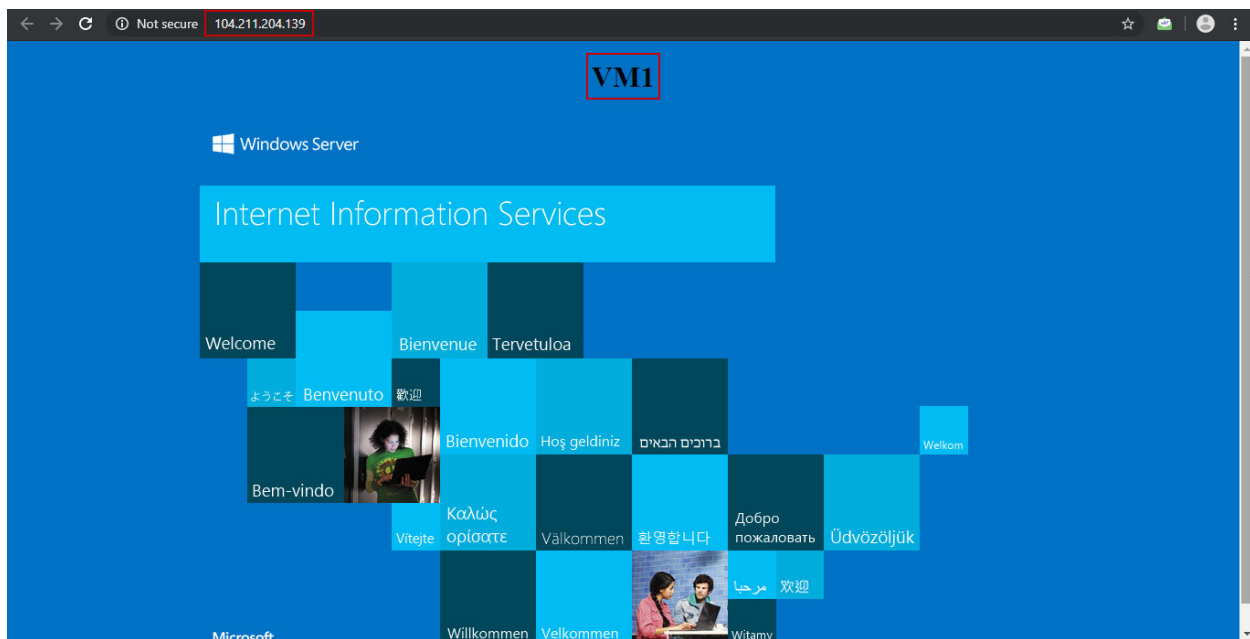 Not secure
104.211.204.139
VM1
Windows Server
Internet Information Services
Welcome
Bienvenue
Tervetuloa
ようこそ
Benvenuto
歡迎
Bienvenido
Hoş geldiniz
ברוכים הבאים
Welkom
Bem-vindo
Vítejte
Καλώς
ορίσατε
Välkommen
환영합니다
Добро
пожаловать
Üdvözöljük
مرحبا
欢迎
Microsoft
Willkommen
Velkommen
Witamy